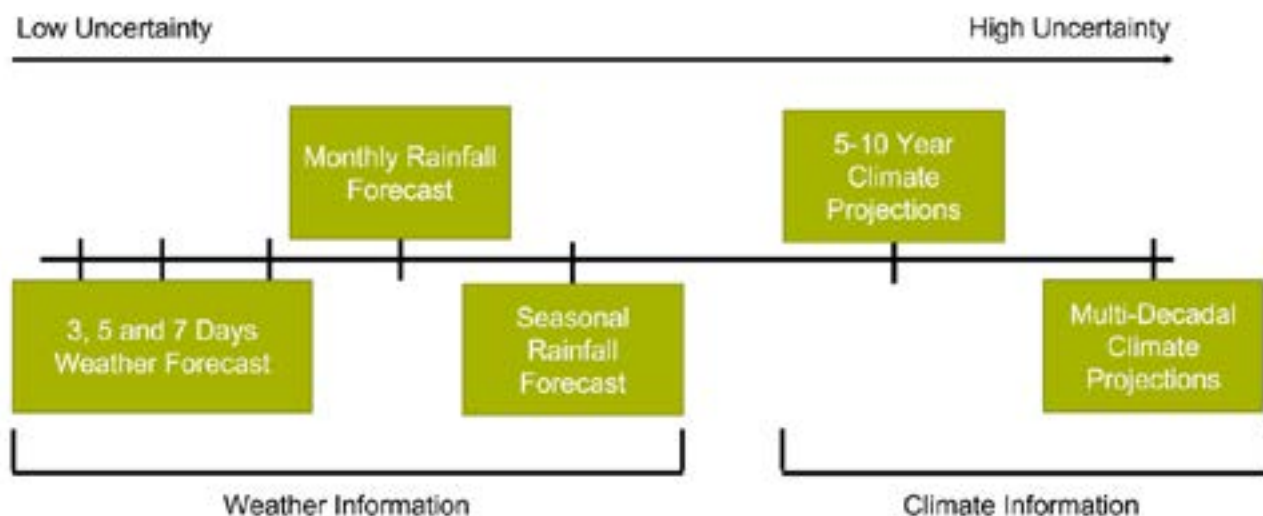 Low Uncertainty
High Uncertainty
Monthly Rainfall
Forecast
5-10 Year
Climate
Projections
3, 5 and 7 Days
Weather Forecast
Seasonal
Rainfall
Forecast
Multi-Decadal
Climate
Projections
Weather Information
Climate Information